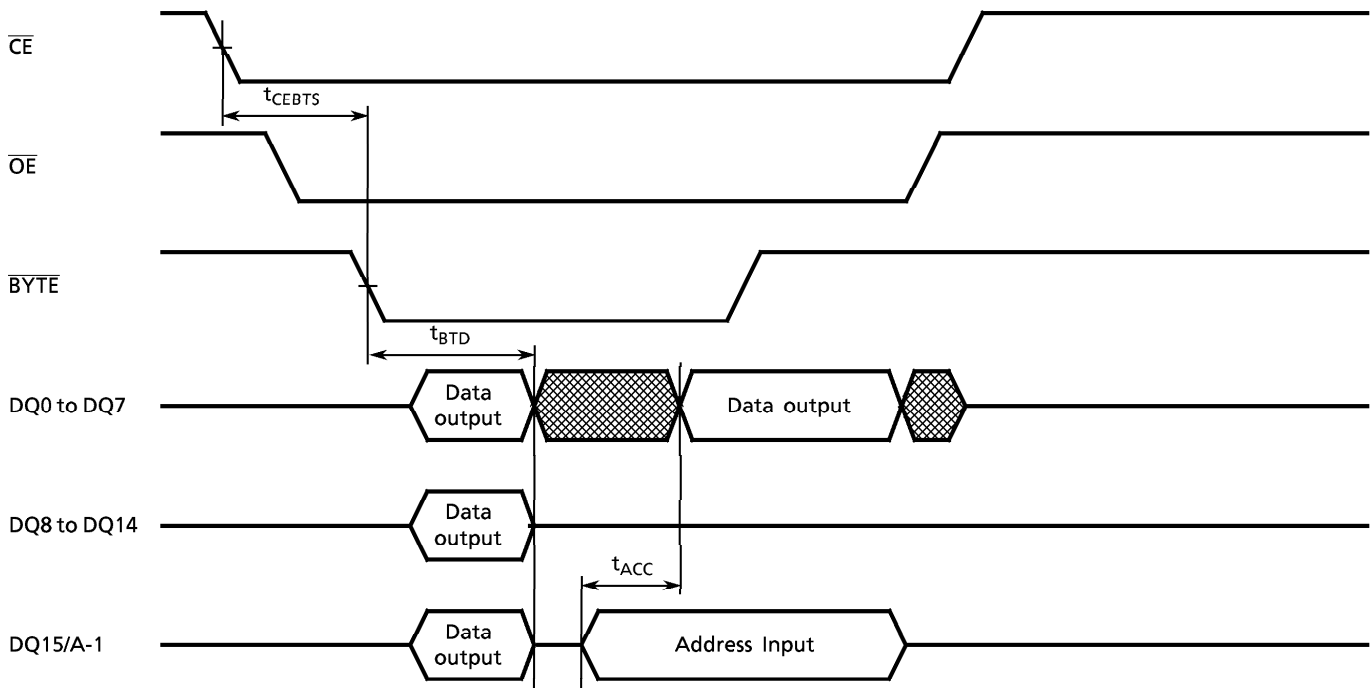 CE
tCEBTS
OE
BYTE
tBTD
DQ0 to DQ7
Data
output
Data output
DQ8 to DQ14
Data
output
tACC
DQ15/A-1
Data
output
Address Input